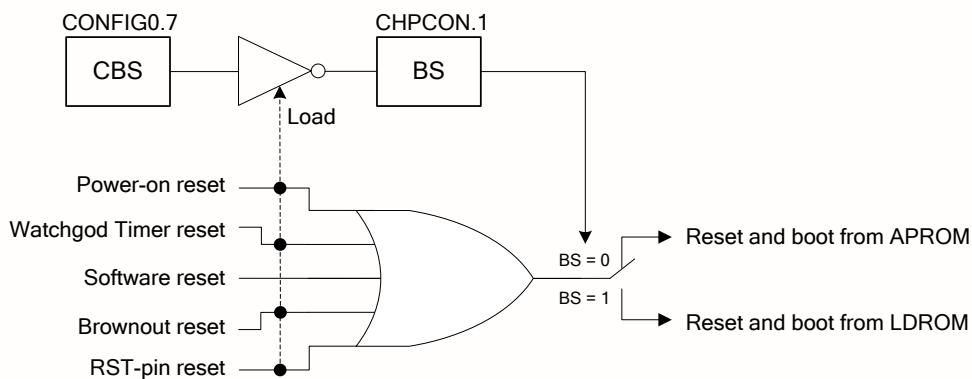 CONFIG0.7
CHPCON.1
CBS
BS
Load
Power-on reset
Watchgod Timer reset
Software reset
Brownout reset
RST-pin reset
BS = 0
BS = 1
Reset and boot from APROM
Reset and boot from LDROM